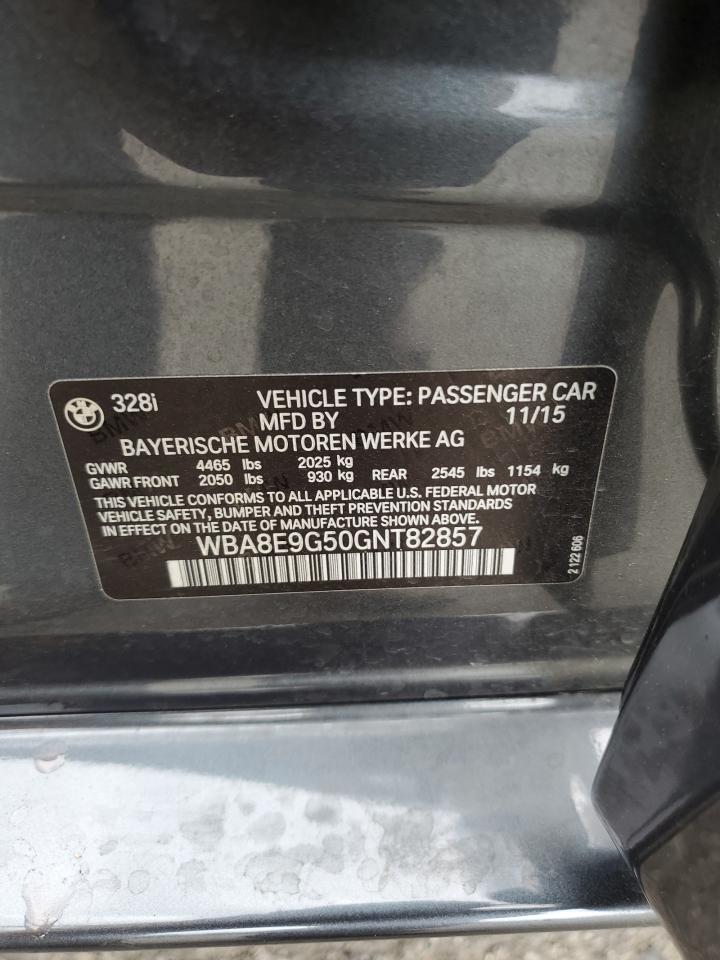 328i VEHICLE TYPE: PASSENGER CAR
MFD BY 11/15
BAYERISCHE MOTOREN WERKE AG
GVWR 4465 lbs 2025 kg
GAWR FRONT 2050 lbs 930 kg REAR 2545 lbs 1154 kg
THIS VEHICLE CONFORMS TO ALL APPLICABLE U.S. FEDERAL MOTOR
VEHICLE SAFETY, BUMPER AND THEFT PREVENTION STANDARDS
IN EFFECT ON THE DATE OF MANUFACTURE SHOWN ABOVE.
WBA8E9G50GNT82857
2 122 606